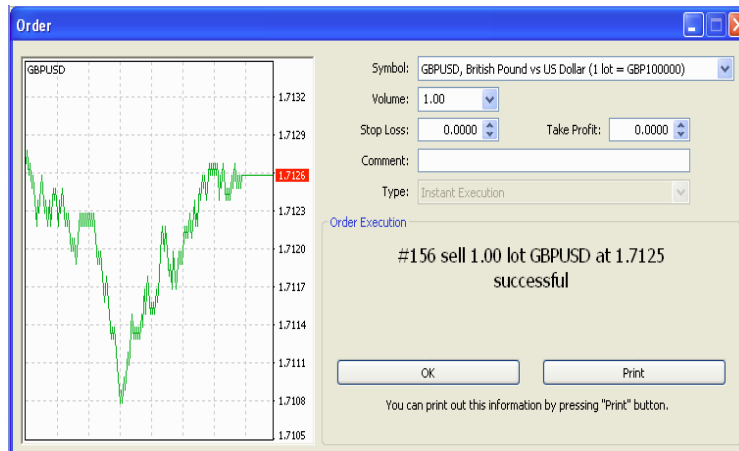 Order
GBPUSD
1.7132
1.7129
1.7126
1.7123
1.7120
1.7117
1.7114
1.7111
1.7108
1.7105
Symbol: GBPUSD, British Pound vs US Dollar (1 lot = GBP100000)
Volume: 1.00
Stop Loss: 0.0000 Take Profit: 0.0000
Comment:
Type: Instant Execution
Order Execution
#156 sell 1.00 lot GBPUSD at 1.7125
successful
OK Print
You can print out this information by pressing "Print" button.